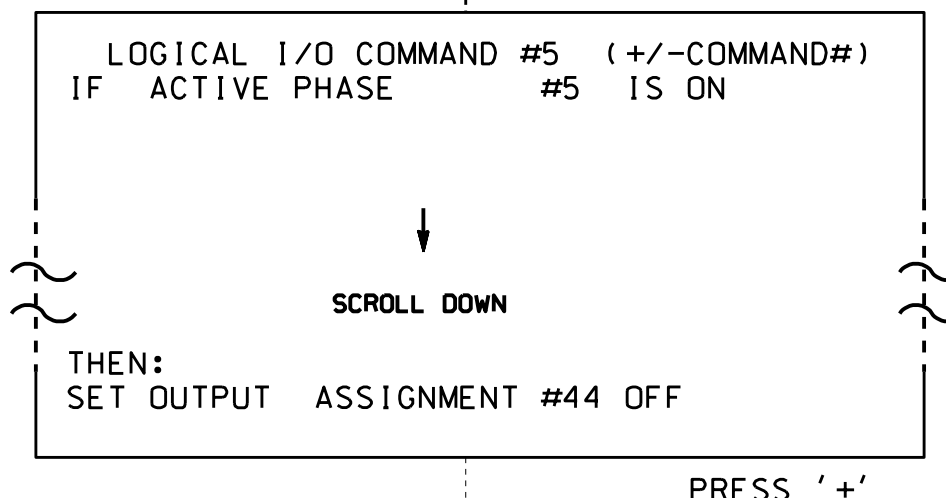 LOGICAL I/O COMMAND #5 (+/-COMMAND#)
IF ACTIVE PHASE #5 IS ON
SCROLL DOWN
THEN:
SET OUTPUT ASSIGNMENT #44 OFF
PRESS '+'